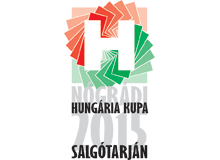 H
NÓGRÁDI
HUNGÁRIA KUPA
2015
SALGÓTARJÁN